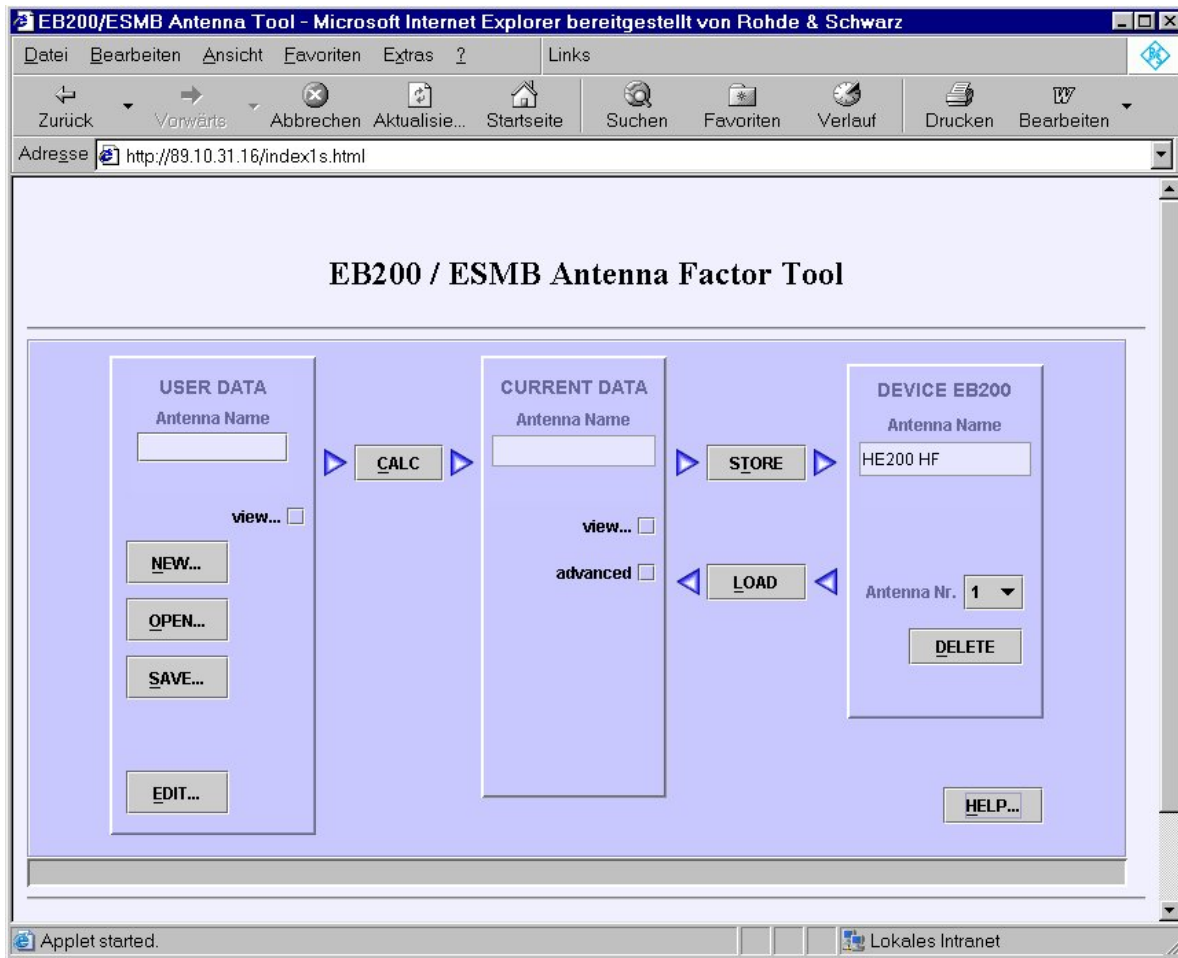 EB200/ESMB Antenna Tool - Microsoft Internet Explorer bereitgestellt von Rohde & Schwarz
Datei Bearbeiten Ansicht Favoriten Extras ? Links
Zurück Vorwärts Abbrechen Aktualisie... Startseite Suchen Favoriten Verlauf Drucken Bearbeiten
Adresse http://89.10.31.16/index1s.html
EB200 / ESMB Antenna Factor Tool
USER DATA
Antenna Name
view...
NEW...
OPEN...
SAVE...
EDIT...
CALC
CURRENT DATA
Antenna Name
view...
advanced
STORE
LOAD
DEVICE EB200
Antenna Name
HE200 HF
Antenna Nr. 1
DELETE
HELP...
Applet started. Lokales Intranet